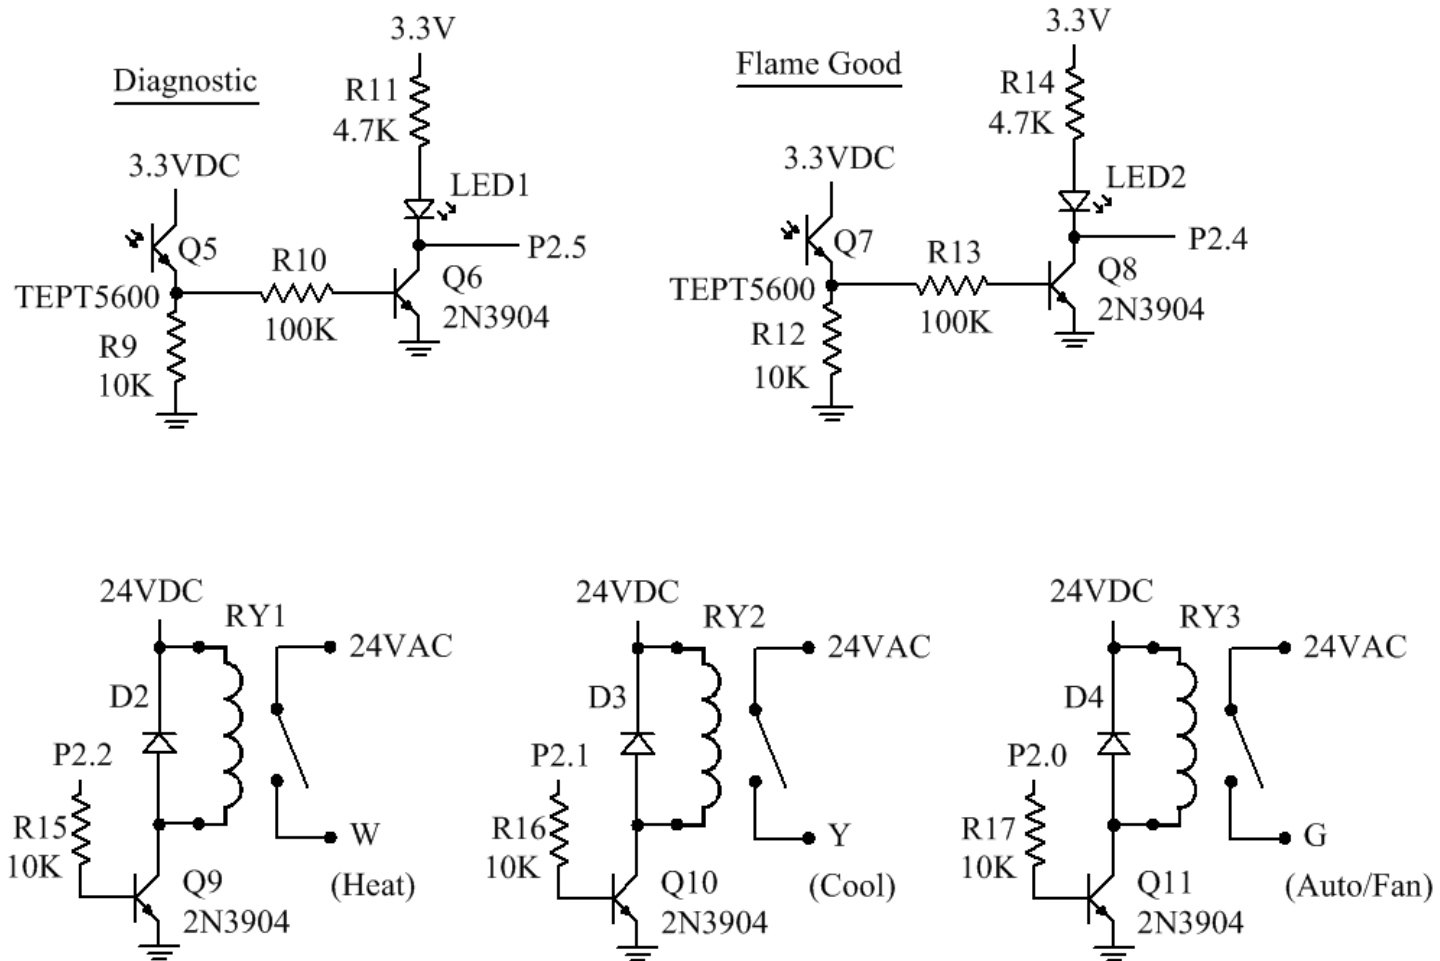 Diagnostic
3.3V
R11
4.7K
3.3VDC
LED1
Q5
P2.5
R10
Q6
TEPT5600
100K
2N3904
R9
10K
Flame Good
3.3V
R14
4.7K
3.3VDC
LED2
Q7
P2.4
R13
Q8
TEPT5600
100K
2N3904
R12
10K
24VDC
RY1
24VAC
D2
P2.2
R15
10K
W
(Heat)
Q9
2N3904
24VDC
RY2
24VAC
D3
P2.1
R16
10K
Y
(Cool)
Q10
2N3904
24VDC
RY3
24VAC
D4
P2.0
R17
10K
G
(Auto/Fan)
Q11
2N3904